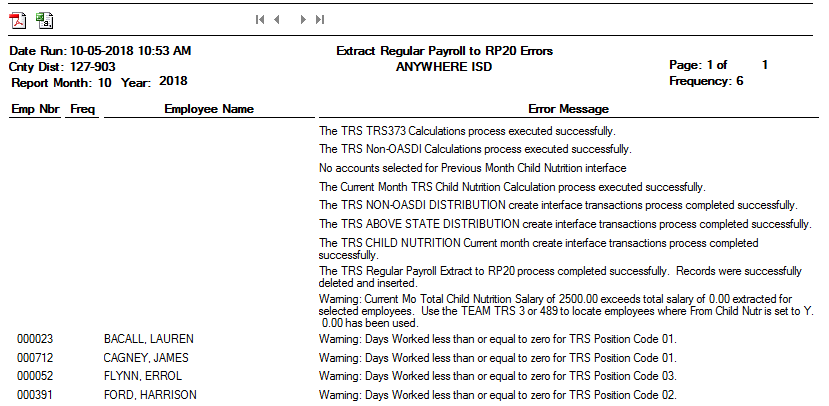 Date Run: 10-05-2018 10:53 AM Extract Regular Payroll to RP20 Errors
Cnty Dist: 127-903 ANYWHERE ISD Page: 1 of 1
Report Month: 10 Year: 2018 Frequency: 6
Emp Nbr Freq Employee Name Error Message
The TRS TRS373 Calculations process executed successfully.
The TRS Non-OASDI Calculations process executed successfully.
No accounts selected for Previous Month Child Nutrition interface
The Current Month TRS Child Nutrition Calculation process executed successfully.
The TRS NON-OASDI DISTRIBUTION create interface transactions process completed successfully.
The TRS ABOVE STATE DISTRIBUTION create interface transactions process completed successfully.
The TRS CHILD NUTRITION Current month create interface transactions process completed
successfully.
The TRS Regular Payroll Extract to RP20 process completed successfully. Records were successfully
deleted and inserted.
Warning: Current Mo Total Child Nutrition Salary of 2500.00 exceeds total salary of 0.00 extracted for
selected employees. Use the TEAM TRS 3 or 489 to locate employees where From Child Nutr is set to Y.
0.00 has been used.
000023 BACALL, LAUREN Warning: Days Worked less than or equal to zero for TRS Position Code 01.
000712 CAGNEY, JAMES Warning: Days Worked less than or equal to zero for TRS Position Code 01.
000052 FLYNN, ERROL Warning: Days Worked less than or equal to zero for TRS Position Code 03.
000391 FORD, HARRISON Warning: Days Worked less than or equal to zero for TRS Position Code 02.